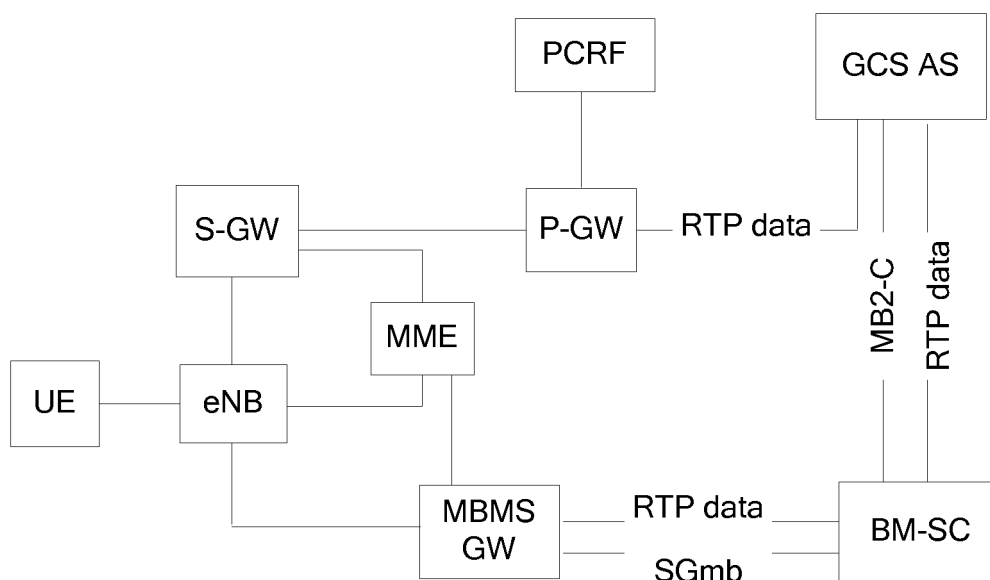 PCRF
GCS AS
S-GW
P-GW
RTP data
MME
MB2-C
RTP data
UE
eNB
MBMS
GW
RTP data
SGmb
BM-SC